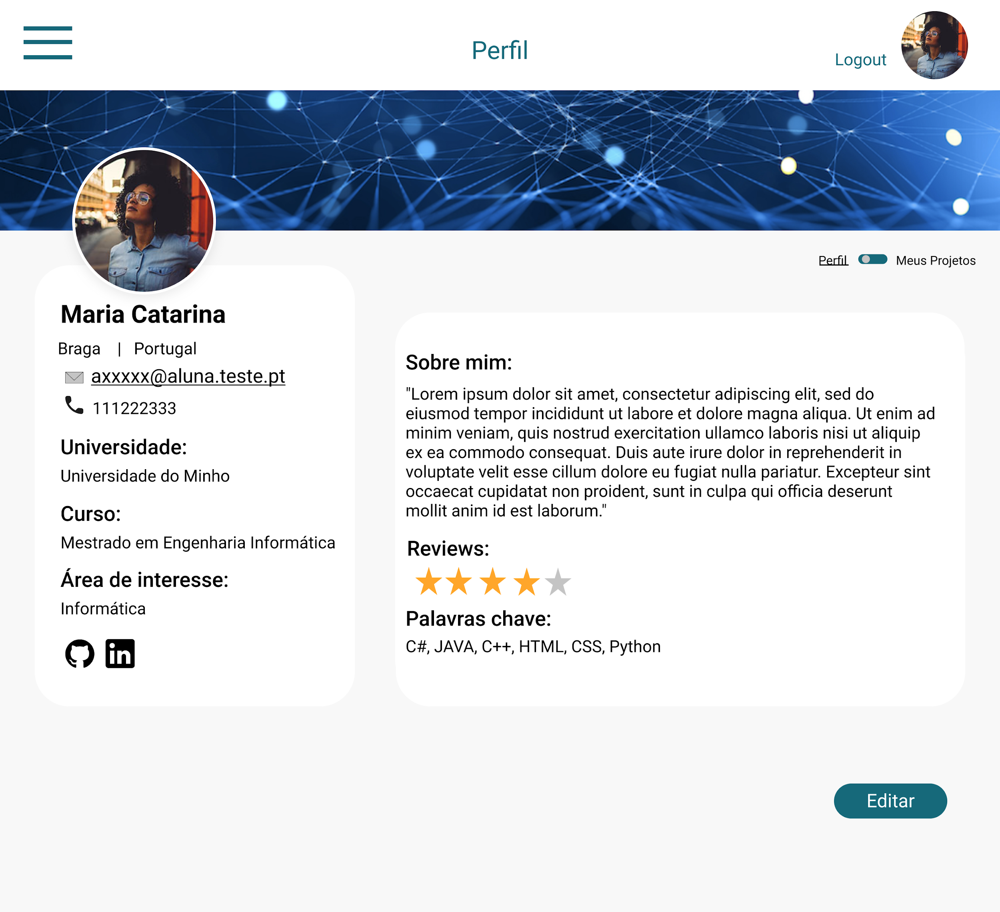 Perfil
Logout
Perfil
Meus Projetos
Maria Catarina
Braga | Portugal
axxxxx@aluna.teste.pt
111222333
Universidade:
Universidade do Minho
Curso:
Mestrado em Engenharia Informática
Área de interesse:
Informática
in
Sobre mim:
"Lorem ipsum dolor sit amet, consectetur adipiscing elit, sed do
eiusmod tempor incididunt ut labore et dolore magna aliqua. Ut enim ad
minim veniam, quis nostrud exercitation ullamco laboris nisi ut aliquip
ex ea commodo consequat. Duis aute irure dolor in reprehenderit in
voluptate velit esse cillum dolore eu fugiat nulla pariatur. Excepteur sint
occaecat cupidatat non proident, sunt in culpa qui officia deserunt
mollit anim id est laborum."
Reviews:
Palavras chave:
C#, JAVA, C++, HTML, CSS, Python
Editar